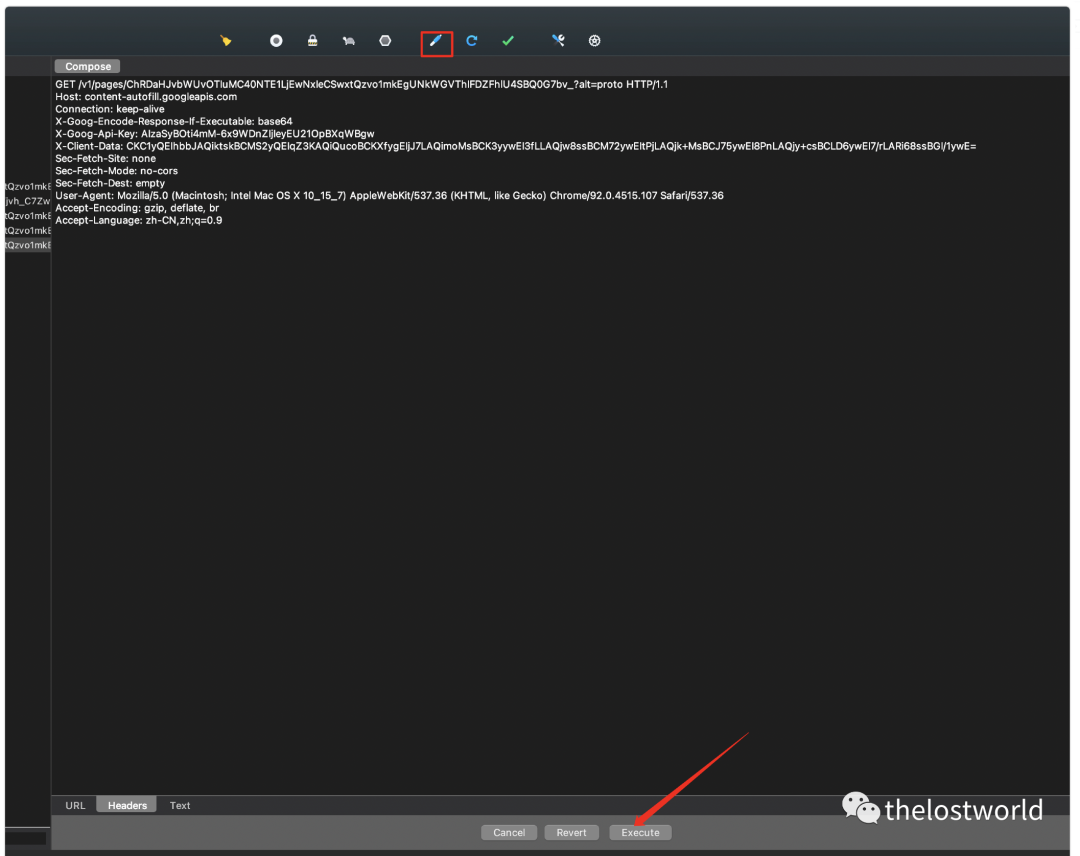 Compose
GET /v1/pages/ChRDaHJvbWUvOTIuMC40NTE1LjEwNxIeCSwxtQzvo1mkEgUNkWGVThIFDZFhlU4SBQ0G7bv_?alt=proto HTTP/1.1
Host: content-autofill.googleapis.com
Connection: keep-alive
X-Goog-Encode-Response-If-Executable: base64
X-Goog-Api-Key: AIzaSyBOti4mM-6x9WDnZIjIeyEU21OpBXqWBgw
X-Client-Data: CKC1yQEIhbbJAQiktskBCMS2yQEIqZ3KAQiQucoBCKXfygEIjJ7LAQimoMsBCK3yywEI3fLLAQjw8ssBCM72ywEItPjLAQjk+MsBCJ75ywEI8PnLAQjy+csBCLD6ywEI7/rLARi68ssBGI/1ywE=
Sec-Fetch-Site: none
Sec-Fetch-Mode: no-cors
Sec-Fetch-Dest: empty
User-Agent: Mozilla/5.0 (Macintosh; Intel Mac OS X 10_15_7) AppleWebKit/537.36 (KHTML, like Gecko) Chrome/92.0.4515.107 Safari/537.36
Accept-Encoding: gzip, deflate, br
Accept-Language: zh-CN,zh;q=0.9
tQzvo1mkE
jvh_C7Zw
tQzvo1mkE
tQzvo1mkE
tQzvo1mkE
URL Headers Text
Cancel Revert Execute
thelostworld